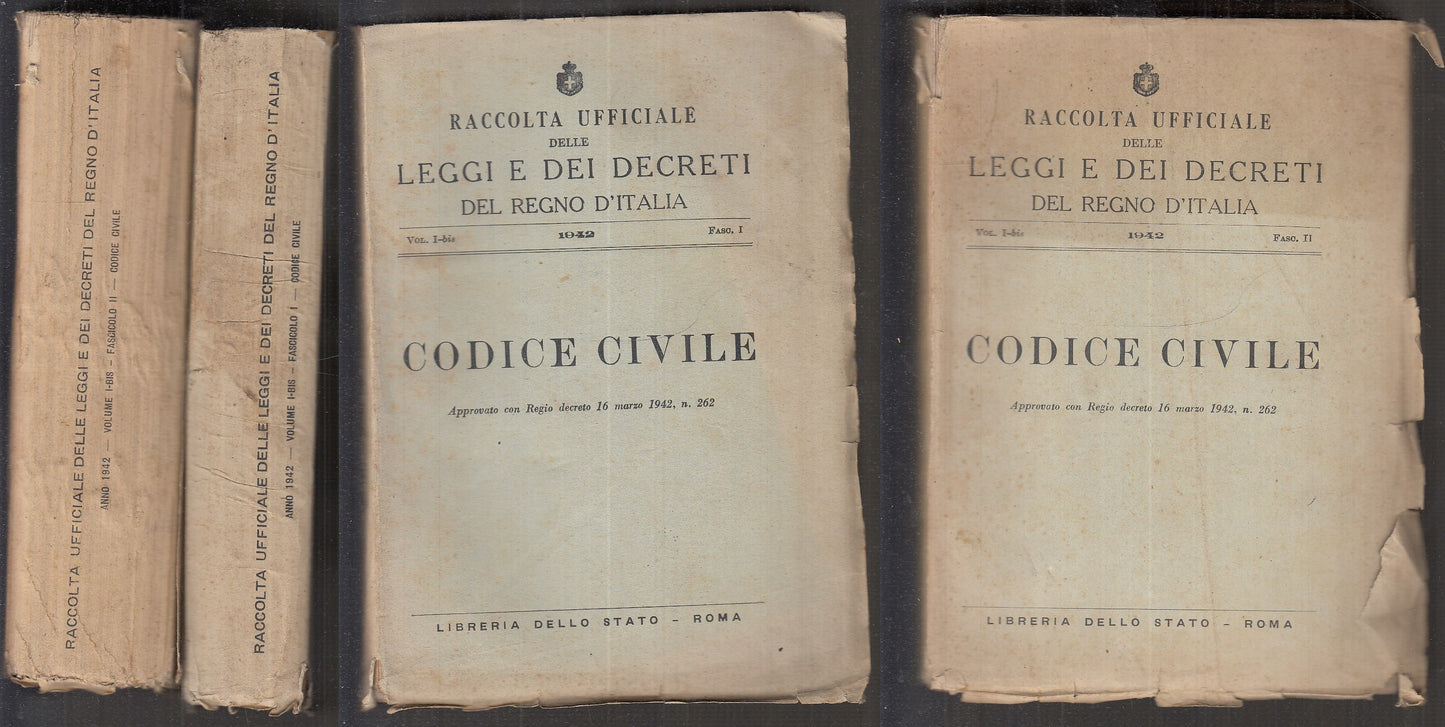 RACCOLTA UFFICIALE DELLE LEGGI E DEI DECRETI DEL REGNO D'ITALIA
ANNO 1942 — VOLUME I-BIS — FASCICOLO II — CODICE CIVILE
RACCOLTA UFFICIALE DELLE LEGGI E DEI DECRETI DEL REGNO D'ITALIA
ANNO 1942 — VOLUME I-BIS — FASCICOLO I — CODICE CIVILE
RACCOLTA UFFICIALE
DELLE
LEGGI E DEI DECRETI
DEL REGNO D'ITALIA
VOL. I-bis 1942 FASC. I
CODICE CIVILE
Approvato con Regio decreto 16 marzo 1942, n. 262
LIBRERIA DELLO STATO - ROMA
RACCOLTA UFFICIALE
DELLE
LEGGI E DEI DECRETI
DEL REGNO D'ITALIA
VOL. I-bis 1942 FASC. II
CODICE CIVILE
Approvato con Regio decreto 16 marzo 1942, n. 262
LIBRERIA DELLO STATO - ROMA